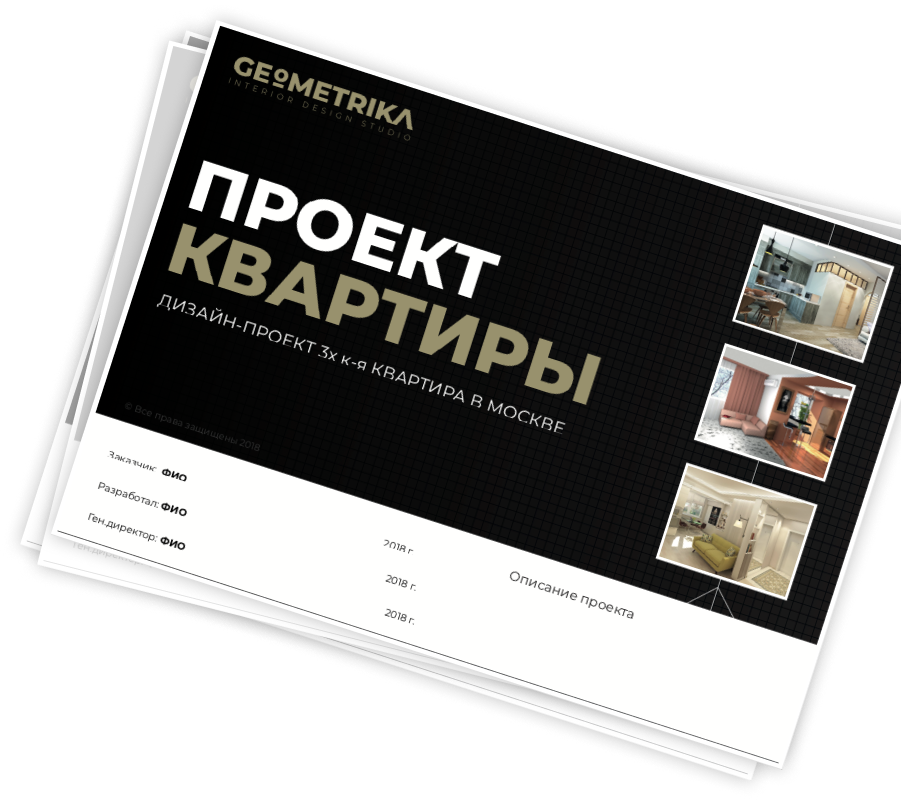 GEOMETRIKA
INTERIOR DESIGN STUDIO
ПРОЕКТ
КВАРТИРЫ
ДИЗАЙН-ПРОЕКТ 3х к-я КВАРТИРА В МОСКВЕ
© Все права защищены 2018
Заказчик: ФИО
Разработал: ФИО
Ген.директор: ФИО
2018 г.
2018 г.
2018 г.
Описание проекта